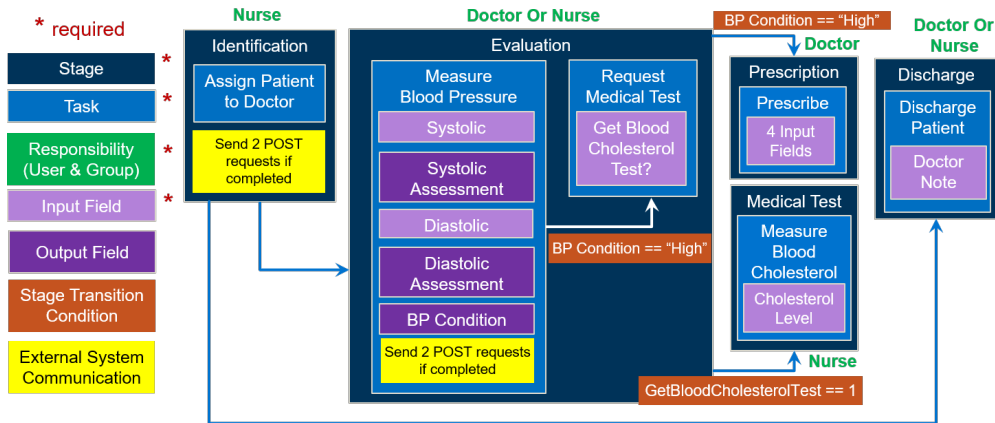 * required
Stage
*
Task
*
Responsibility
(User & Group)
*
Input Field
*
Output Field
Stage Transition
Condition
External System
Communication
Nurse
Identification
Assign Patient
to Doctor
Send 2 POST
requests if
completed
Doctor Or Nurse
Evaluation
Measure
Blood Pressure
Systolic
Systolic
Assessment
Diastolic
Diastolic
Assessment
BP Condition
Send 2 POST requests
if completed
Request
Medical Test
Get Blood
Cholesterol
Test?
BP Condition == “High”
BP Condition == “High”
Doctor
Prescription
Prescribe
4 Input
Fields
Medical Test
Measure
Blood
Cholesterol
Cholesterol
Level
Nurse
GetBloodCholesterolTest == 1
Doctor Or
Nurse
Discharge
Discharge
Patient
Doctor
Note